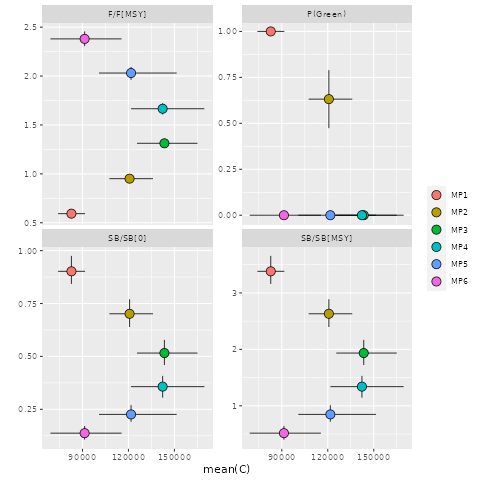 F/F[MSY]
P(Green)
2.5
2.0
1.5
1.0
0.5
1.00
0.75
0.50
0.25
0.00
SB/SB[0]
SB/SB[MSY]
1.00
0.75
0.50
0.25
3
2
1
90000 120000 150000
90000 120000 150000
mean(C)
MP1
MP2
MP3
MP4
MP5
MP6